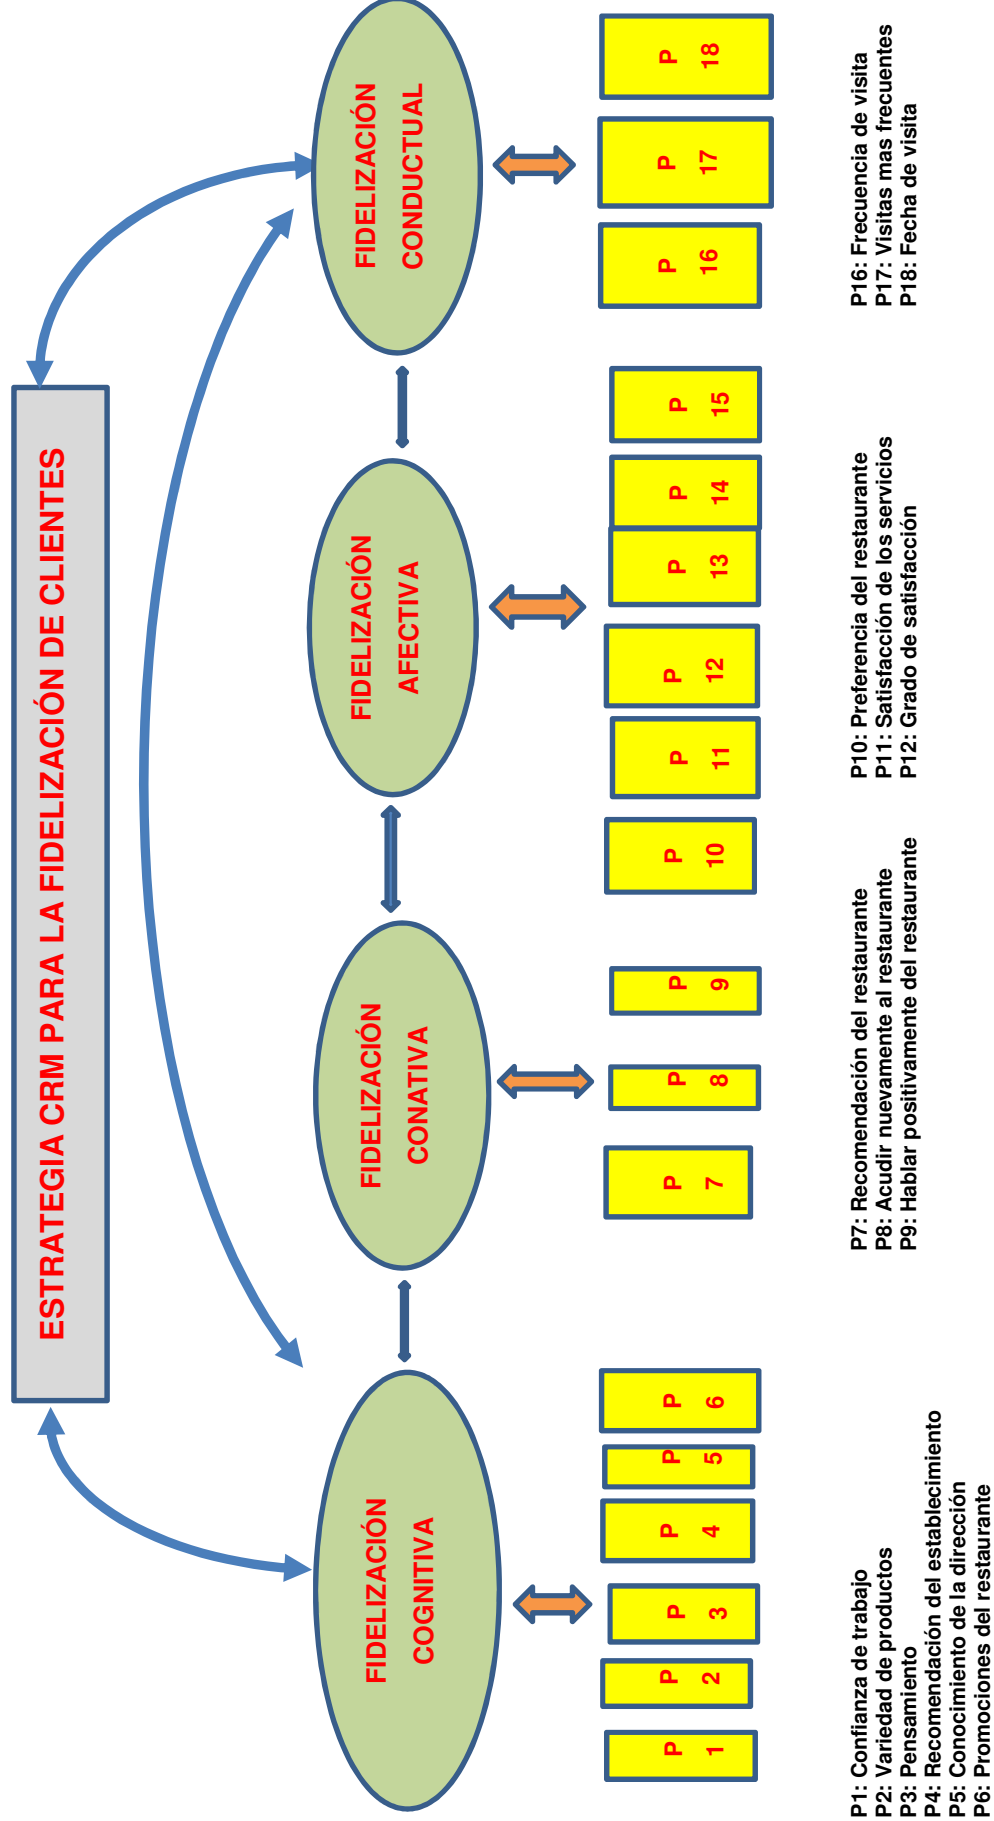 ESTRATEGIA CRM PARA LA FIDELIZACIÓN DE CLIENTES
FIDELIZACIÓN
COGNITIVA
FIDELIZACIÓN
CONATIVA
FIDELIZACIÓN
AFECTIVA
FIDELIZACIÓN
CONDUCTUAL
P
1
P
2
P
3
P
4
P
5
P
6
P
7
P
8
P
9
P
10
P
11
P
12
P
13
P
14
P
15
P
16
P
17
P
18
P1: Confianza de trabajo
P2: Variedad de productos
P3: Pensamiento
P4: Recomendación del establecimiento
P5: Conocimiento de la dirección
P6: Promociones del restaurante
P7: Recomendación del restaurante
P8: Acudir nuevamente al restaurante
P9: Hablar positivamente del restaurante
P10: Preferencia del restaurante
P11: Satisfacción de los servicios
P12: Grado de satisfacción
P16: Frecuencia de visita
P17: Visitas mas frecuentes
P18: Fecha de visita